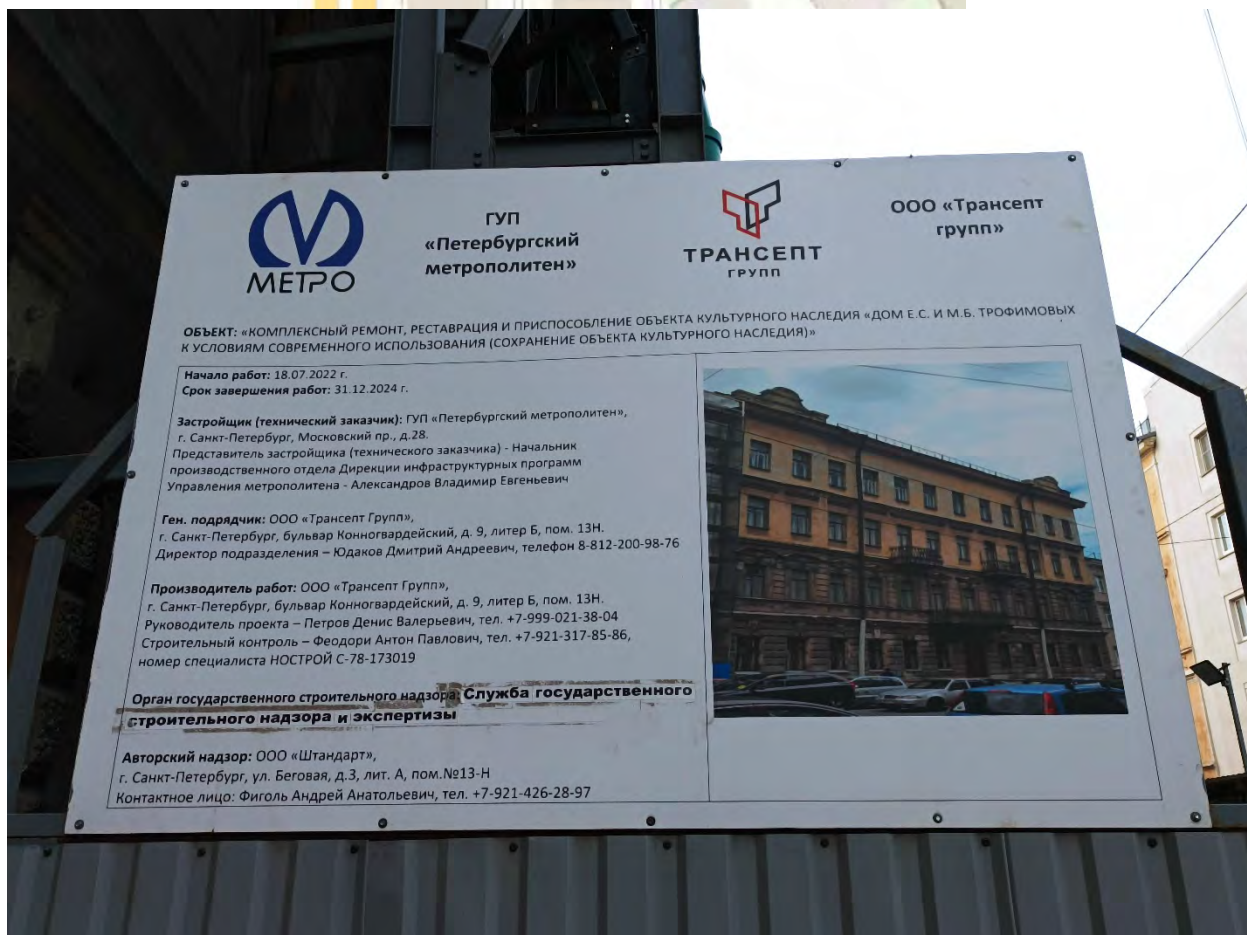 МЕТРО
ГУП
«Петербургский
метрополитен»
ТРАНСЕПТ
ГРУПП
ООО «Трансепт
групп»
ОБЪЕКТ: «КОМПЛЕКСНЫЙ РЕМОНТ, РЕСТАВРАЦИЯ И ПРИСПОСОБЛЕНИЕ ОБЪЕКТА КУЛЬТУРНОГО НАСЛЕДИЯ «ДОМ Е.С. И М.Б. ТРОФИМОВЫХ
К УСЛОВИЯМ СОВРЕМЕННОГО ИСПОЛЬЗОВАНИЯ (СОХРАНЕНИЕ ОБЪЕКТА КУЛЬТУРНОГО НАСЛЕДИЯ)»
Начало работ: 18.07.2022 г.
Срок завершения работ: 31.12.2024 г.
Застройщик (технический заказчик): ГУП «Петербургский метрополитен»,
г. Санкт-Петербург, Московский пр., д.28.
Представитель застройщика (технического заказчика) - Начальник
производственного отдела Дирекции инфраструктурных программ
Управления метрополитена - Александров Владимир Евгеньевич
Ген. подрядчик: ООО «Трансепт Групп»,
г. Санкт-Петербург, бульвар Конногвардейский, д. 9, литер Б, пом. 13Н.
Директор подразделения – Юдаков Дмитрий Андреевич, телефон 8-812-200-98-76
Производитель работ: ООО «Трансепт Групп»,
г. Санкт-Петербург, бульвар Конногвардейский, д. 9, литер Б, пом. 13Н.
Руководитель проекта – Петров Денис Валерьевич, тел. +7-999-021-38-04
Строительный контроль – Феодори Антон Павлович, тел. +7-921-317-85-86,
номер специалиста НОСТРОЙ С-78-173019
Орган государственного строительного надзора: Служба государственного
строительного надзора и экспертизы
Авторский надзор: ООО «Штандарт»,
г. Санкт-Петербург, ул. Беговая, д.3, лит. А, пом.№13-Н
Контактное лицо: Фиголь Андрей Анатольевич, тел. +7-921-426-28-97